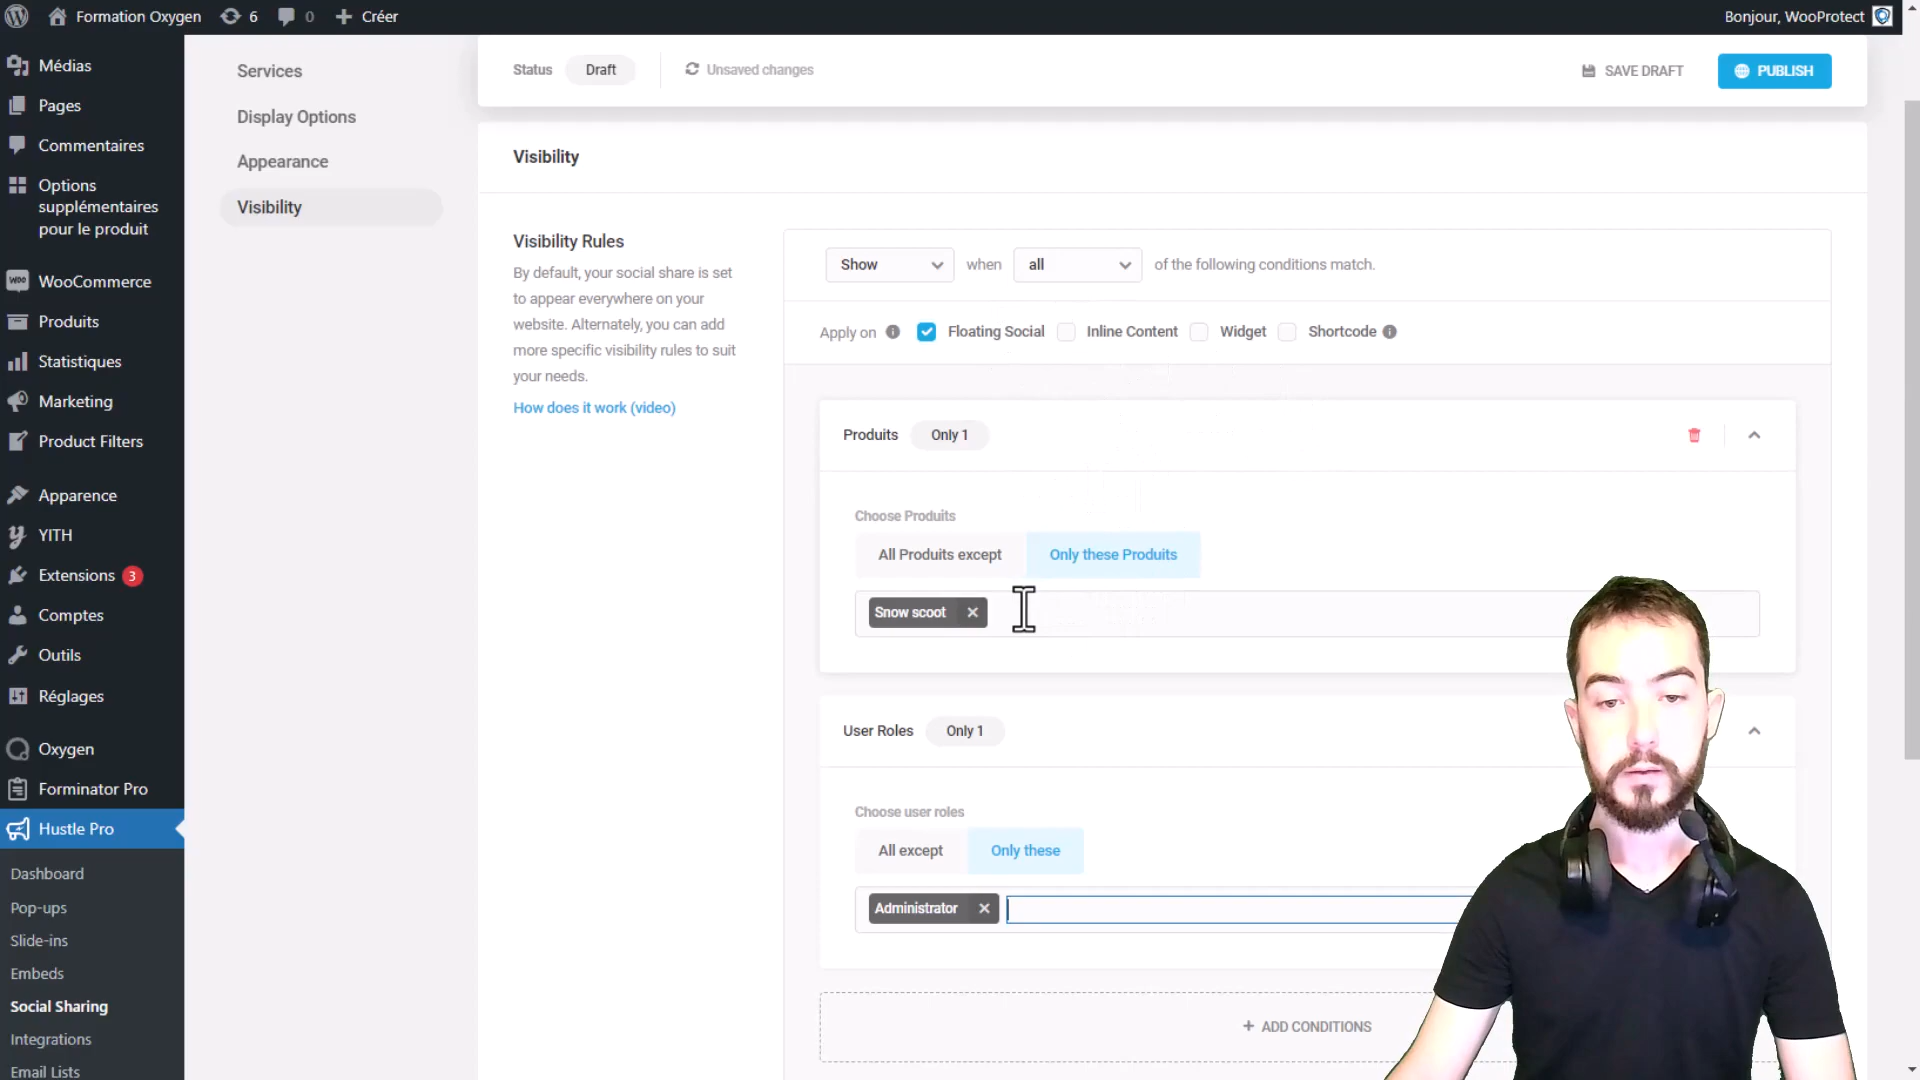 Formation Oxygen 6 0 Créer Bonjour, WooProtect
Médias
Pages
Commentaires
Options
supplémentaires
pour le produit
WooCommerce
Produits
Statistiques
Marketing
Product Filters
Apparence
YITH
Extensions 3
Comptes
Outils
Réglages
Oxygen
Forminator Pro
Hustle Pro
Dashboard
Pop-ups
Slide-ins
Embeds
Social Sharing
Integrations
Email Lists
Services
Display Options
Appearance
Visibility
Status Draft Unsaved changes SAVE DRAFT PUBLISH
Visibility
Visibility Rules
By default, your social share is set
to appear everywhere on your
website. Alternately, you can add
more specific visibility rules to suit
your needs.
How does it work (video)
Show when all of the following conditions match.
Apply on Floating Social Inline Content Widget Shortcode
Produits Only 1
Choose Produits
All Produits except Only these Produits
Snow scoot
User Roles Only 1
Choose user roles
All except Only these
Administrator
ADD CONDITIONS